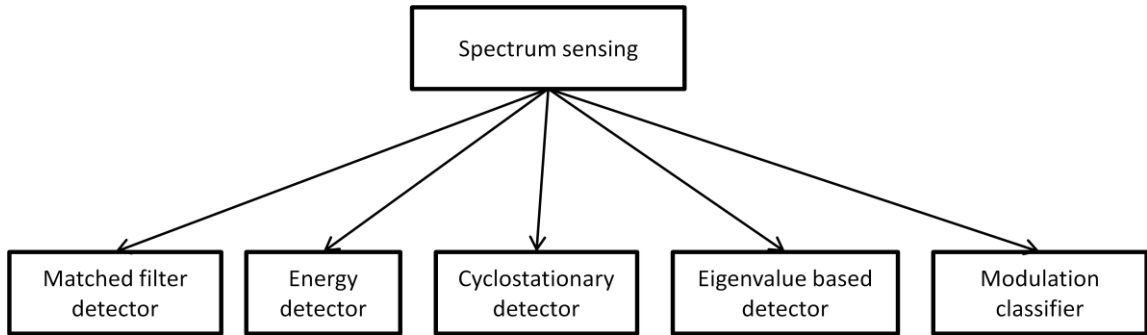 Spectrum sensing
Matched filter
detector
Energy
detector
Cyclostationary
detector
Eigenvalue based
detector
Modulation
classifier